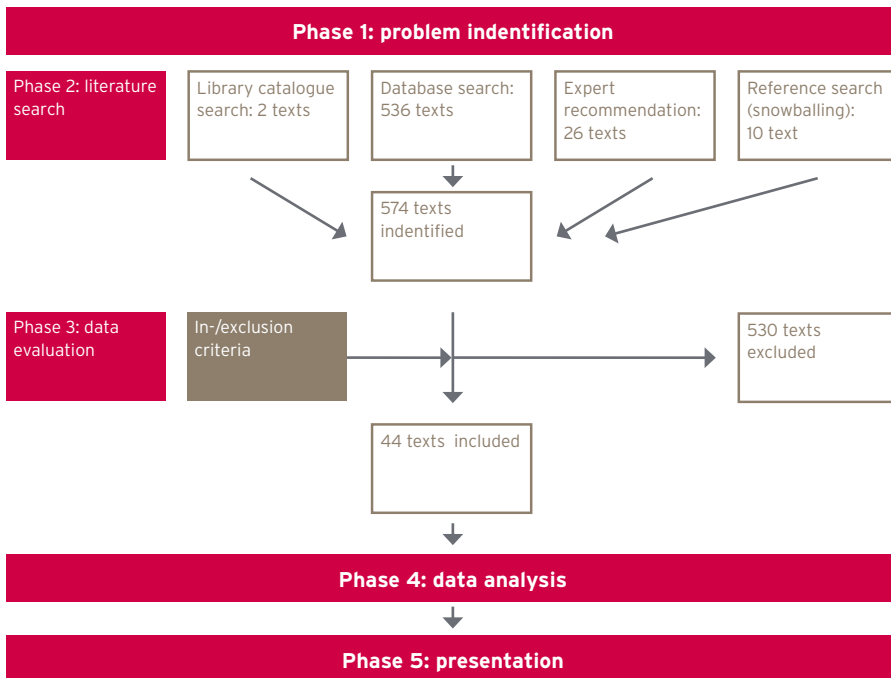 Phase 1: problem indentification
Phase 2: literature
search
Library catalogue
search: 2 texts
Database search:
536 texts
Expert
recommendation:
26 texts
Reference search
(snowballing):
10 text
574 texts
indentified
Phase 3: data
evaluation
In-/exclusion
criteria
530 texts
excluded
44 texts included
Phase 4: data analysis
Phase 5: presentation